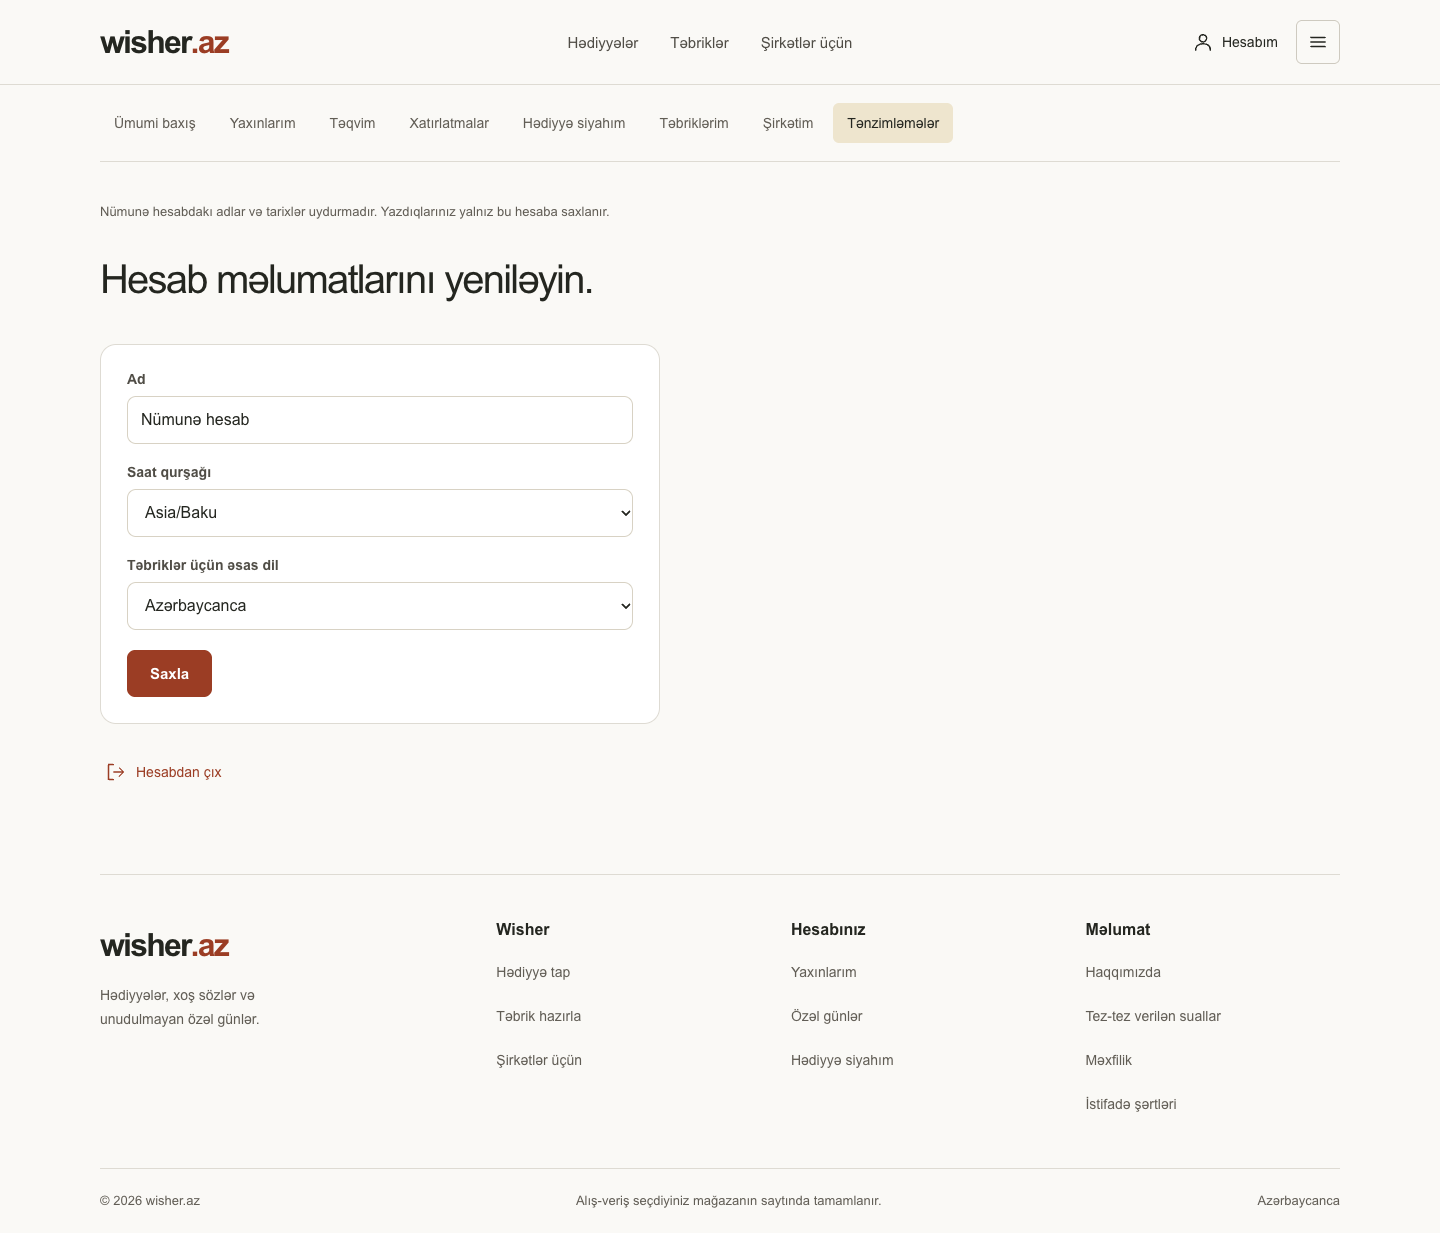 wisher.az
Hədiyyələr
Təbriklər
Şirkətlər üçün
Hesabım
Ümumi baxış
Yaxınlarım
Təqvim
Xatırlatmalar
Hədiyyə siyahım
Təbriklərim
Şirkətim
Tənzimləmələr
Nümunə hesabdakı adlar və tarixlər uydurmadır. Yazdıqlarınız yalnız bu hesaba saxlanır.
Hesab məlumatlarını yeniləyin.
Ad
Nümunə hesab
Saat qurşağı
Asia/Baku
Təbriklər üçün əsas dil
Azərbaycanca
Saxla
Hesabdan çıx
wisher.az
Hədiyyələr, xoş sözlər və
unudulmayan özəl günlər.
Wisher
Hədiyyə tap
Təbrik hazırla
Şirkətlər üçün
Hesabınız
Yaxınlarım
Özəl günlər
Hədiyyə siyahım
Məlumat
Haqqımızda
Tez-tez verilən suallar
Məxfilik
İstifadə şərtləri
© 2026 wisher.az
Alış-veriş seçdiyiniz mağazanın saytında tamamlanır.
Azərbaycanca